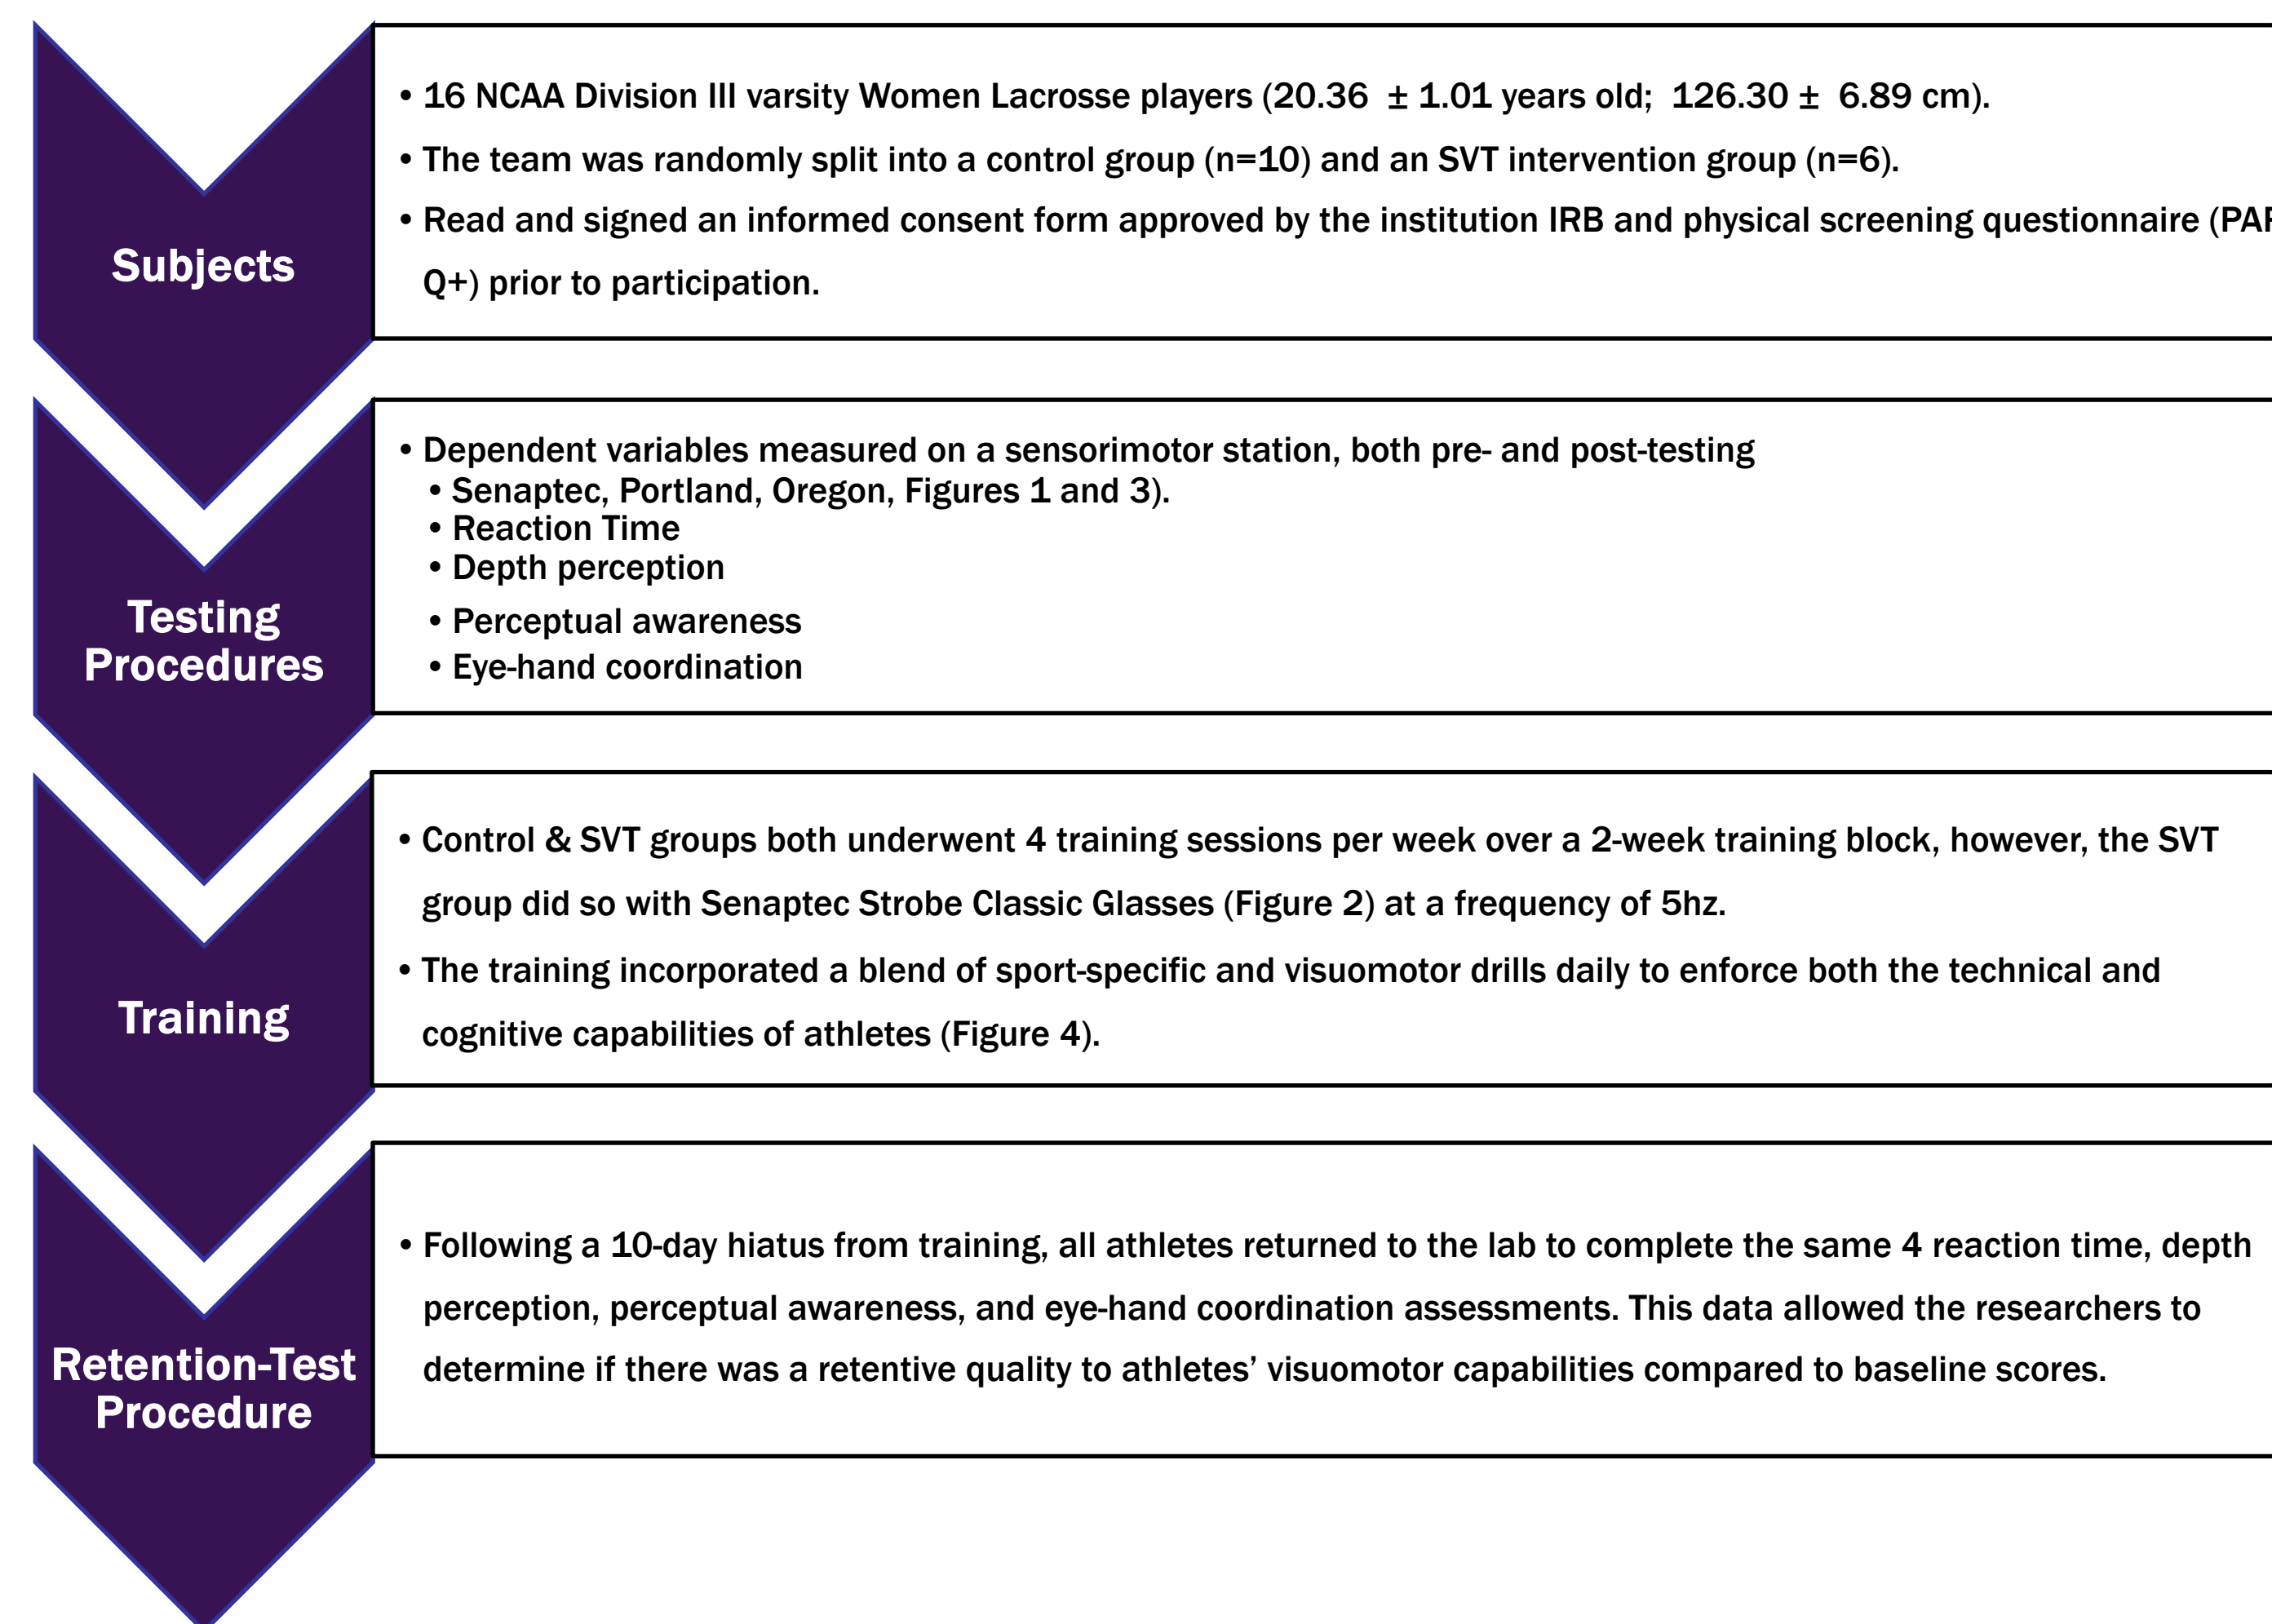 Subjects
• 16 NCAA Division III varsity Women Lacrosse players (20.36 ± 1.01 years old; 126.30 ± 6.89 cm).
• The team was randomly split into a control group (n=10) and an SVT intervention group (n=6).
• Read and signed an informed consent form approved by the institution IRB and physical screening questionnaire
Q+) prior to participation.
Testing
Procedures
• Dependent variables measured on a sensorimotor station, both pre- and post-testing
• Senaptec, Portland, Oregon, Figures 1 and 3).
• Reaction Time
• Depth perception
• Perceptual awareness
• Eye-hand coordination
Training
• Control & SVT groups both underwent 4 training sessions per week over a 2-week training block, however, the SVT
group did so with Senaptec Strobe Classic Glasses (Figure 2) at a frequency of 5hz.
• The training incorporated a blend of sport-specific and visuomotor drills daily to enforce both the technical and
cognitive capabilities of athletes (Figure 4).
Retention-Test
Procedure
• Following a 10-day hiatus from training, all athletes returned to the lab to complete the same 4 reaction time, depth
perception, perceptual awareness, and eye-hand coordination assessments. This data allowed the researchers to
determine if there was a retentive quality to athletes’ visuomotor capabilities compared to baseline scores.